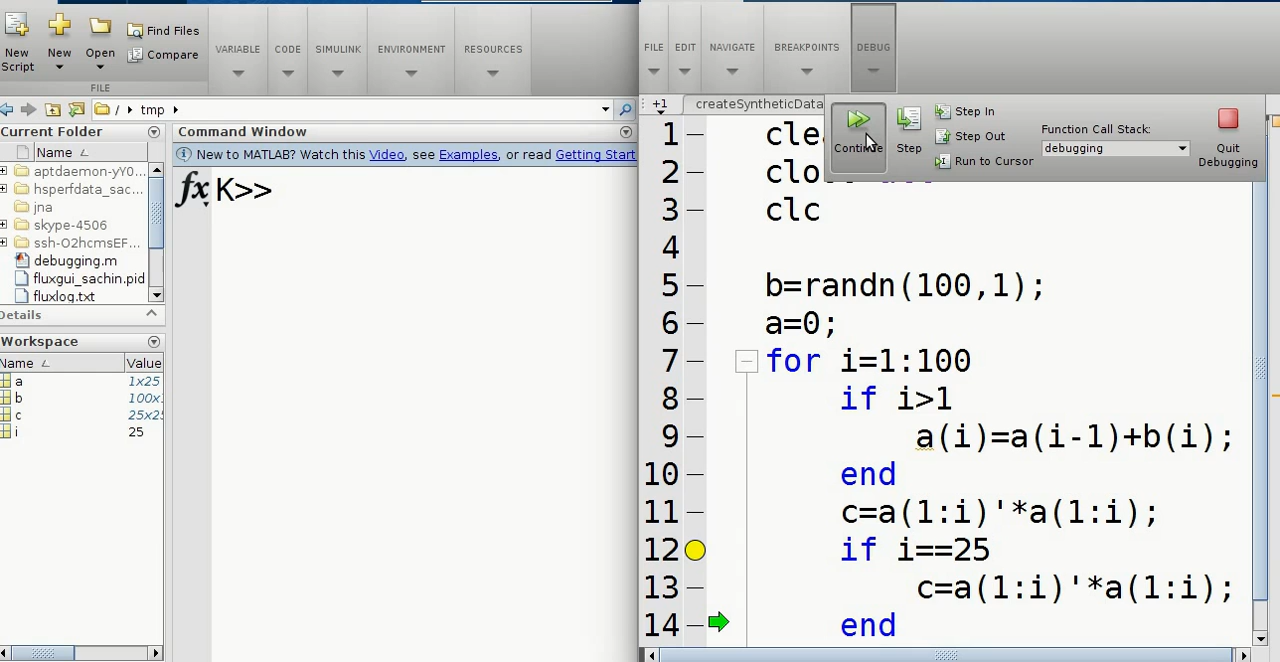 New Script
New
Open
Find Files
Compare
FILE
VARIABLE
CODE
SIMULINK
ENVIRONMENT
RESOURCES
/ tmp
Current Folder
Name
aptdaemon-yY0...
hsperfdata_sac...
jna
skype-4506
ssh-O2hcmsEF...
debugging.m
fluxgui_sachin.pid
fluxlog.txt
Details
Workspace
Name Value
a 1x25
b 100x
c 25x25
i 25
Command Window
New to MATLAB? Watch this Video, see Examples, or read Getting Start
fx K>>
FILE
EDIT
NAVIGATE
BREAKPOINTS
DEBUG
+1
createSyntheticData
Continue
Step
Step In
Step Out
Run to Cursor
Function Call Stack:
debugging
Quit Debugging
1
2
3 clc
4
5 b=randn(100,1);
6 a=0;
7 for i=1:100
8 if i>1
9 a(i)=a(i-1)+b(i);
10 end
11 c=a(1:i)'*a(1:i);
12 if i==25
13 c=a(1:i)'*a(1:i);
14 end